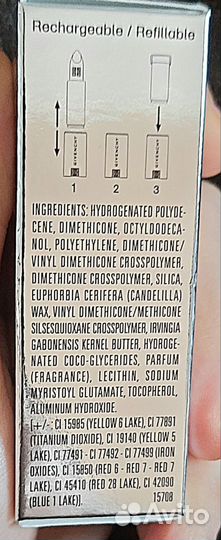 Rechargeable / Refillable
1 2 3
INGREDIENTS: HYDROGENATED POLYDE-
CENE, DIMETHICONE, OCTYLDODECA-
NOL, POLYETHYLENE, DIMETHICONE/
VINYL DIMETHICONE CROSSPOLYMER,
DIMETHICONE CROSSPOLYMER, SILICA,
EUPHORBIA CERIFERA (CANDELILLA)
WAX, VINYL DIMETHICONE/METHICONE
SILSESQUIOXANE CROSSPOLYMER, IRVINGIA
GABONENSIS KERNEL BUTTER, HYDROGE-
NATED COCO-GLYCERIDES, PARFUM
(FRAGRANCE), LECITHIN, SODIUM
MYRISTOYL GLUTAMATE, TOCOPHEROL,
ALUMINUM HYDROXIDE.
[+/-: CI 15985 (YELLOW 6 LAKE), CI 77891
(TITANIUM DIOXIDE), CI 19140 (YELLOW 5
LAKE), CI 77491 - CI 77492 - CI 77499 (IRON
OXIDES), CI 15850 (RED 6 - RED 7 - RED 7
LAKE), CI 45410 (RED 28 LAKE), CI 42090
(BLUE 1 LAKE)].
15708
Avito